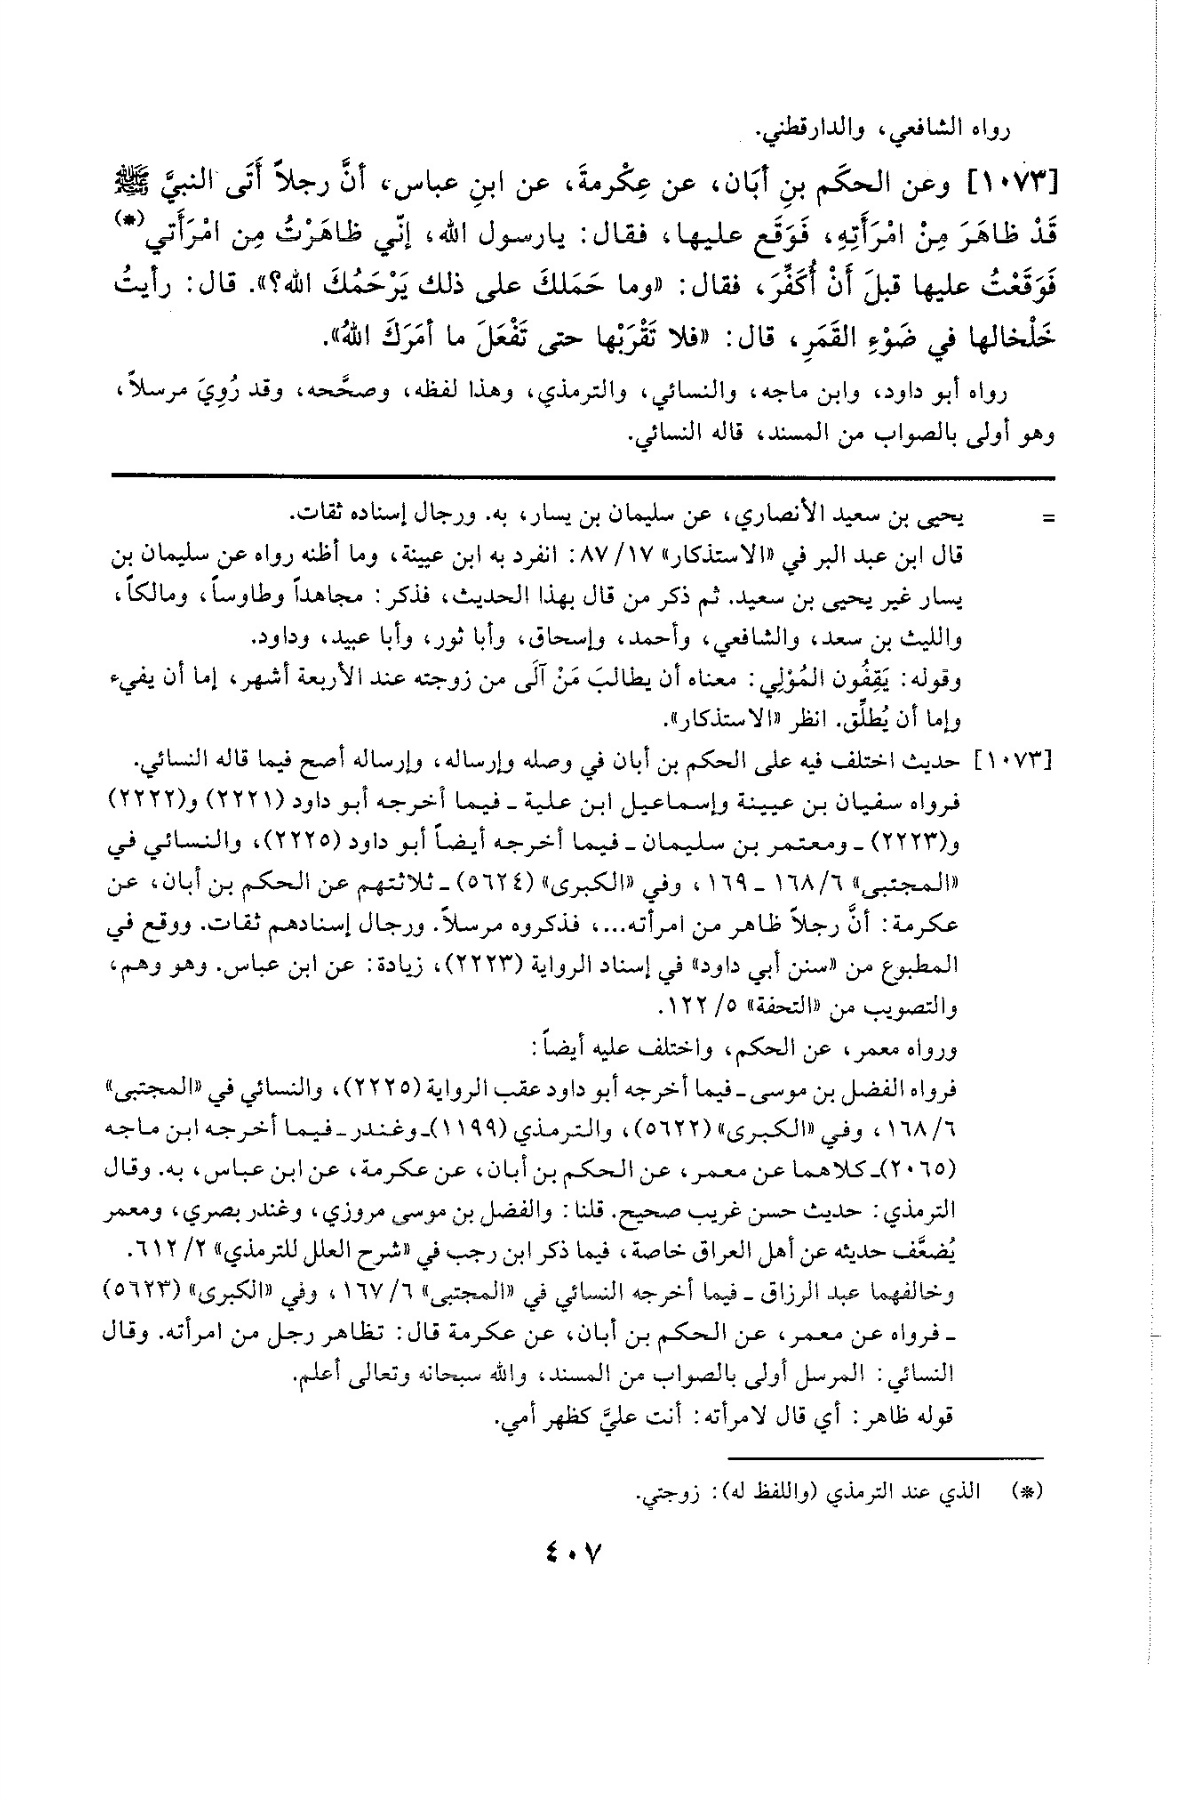 رواه الشافعي، والدارقطني.
[١٠٧٣] وعن الحكَم بنِ أبَان، عن عِكْرمةَ، عن ابنِ عباس، أنَّ رجلاً أَتَى النبيَّ ﷺ
قَدْ ظاهَرَ مِنْ امْرَأَتِهِ، فَوَقَع عليها، فقال: يارسول الله، إنّي ظاهَرْتُ مِن امْرَأَتي(*)
فَوَقَعْتُ عليها قبلَ أَنْ أُكَفِّرَ، فقال: «وما حَمَلكَ على ذلك يَرْحَمُكَ الله؟». قال: رأيتُ
خَلْخالها في ضَوْءِ القَمَرِ، قال: «فلا تَقْرَبْها حتى تَفْعَلَ ما أمَرَكَ اللهُ».
رواه أبو داود، وابن ماجه، والنسائي، والترمذي، وهذا لفظه، وصحَّحه، وقد رُوِيَ مرسلاً،
وهو أولى بالصواب من المسند، قاله النسائي.
= يحيى بن سعيد الأنصاري، عن سليمان بن يسار، به. ورجال إسناده ثقات.
قال ابن عبد البر في «الاستذكار» ١٧/ ٨٧: انفرد به ابن عيينة، وما أظنه رواه عن سليمان بن
يسار غير يحيى بن سعيد. ثم ذكر من قال بهذا الحديث، فذكر: مجاهداً وطاوساً، ومالكاً،
والليث بن سعد، والشافعي، وأحمد، وإسحاق، وأبا ثور، وأبا عبيد، وداود.
وقوله: يَقِفُون المُوْلِي: معناه أن يطالبَ مَنْ آلَى من زوجته عند الأربعة أشهر، إما أن يفيء
وإما أن يُطلِّق. انظر «الاستذكار».
[١٠٧٣] حديث اختلف فيه على الحكم بن أبان في وصله وإرساله، وإرساله أصح فيما قاله النسائي.
فرواه سفيان بن عيينة وإسماعيل ابن علية ـ فيما أخرجه أبو داود (٢٢٢١) و(٢٢٢٢)
و(٢٢٢٣) ـ ومعتمر بن سليمان ـ فيما أخرجه أيضاً أبو داود (٢٢٢٥)، والنسائي في
«المجتبى» ٦/ ١٦٨ ـ ١٦٩، وفي «الكبرى» (٥٦٢٤) ـ ثلاثتهم عن الحكم بن أبان، عن
عكرمة: أنَّ رجلاً ظاهر من امرأته...، فذكروه مرسلاً. ورجال إسنادهم ثقات. ووقع في
المطبوع من «سنن أبي داود» في إسناد الرواية (٢٢٢٣)، زيادة: عن ابن عباس. وهو وهم،
والتصويب من «التحفة» ٥/ ١٢٢.
ورواه معمر، عن الحكم، واختلف عليه أيضاً:
فرواه الفضل بن موسى ـ فيما أخرجه أبو داود عقب الرواية (٢٢٢٥)، والنسائي في «المجتبى»
٦/ ١٦٨، وفي «الكبرى» (٥٦٢٢)، والترمذي (١١٩٩)ـ وغندر ـ فيما أخرجه ابن ماجه
(٢٠٦٥)ـ كلاهما عن معمر، عن الحكم بن أبان، عن عكرمة، عن ابن عباس، به. وقال
الترمذي: حديث حسن غريب صحيح. قلنا: والفضل بن موسى مروزي، وغندر بصري، ومعمر
يُضعَّف حديثه عن أهل العراق خاصة، فيما ذكر ابن رجب في «شرح العلل للترمذي» ٢/ ٦١٢.
وخالفهما عبد الرزاق ـ فيما أخرجه النسائي في «المجتبى» ٦/ ١٦٧، وفي «الكبرى» (٥٦٢٣)
ـ فرواه عن معمر، عن الحكم بن أبان، عن عكرمة قال: تظاهر رجل من امرأته. وقال
النسائي: المرسل أولى بالصواب من المسند، والله سبحانه وتعالى أعلم.
قوله ظاهر: أي قال لامرأته: أنت عليَّ كظهر أمي.
(*) الذي عند الترمذي (واللفظ له): زوجتي.
٤٠٧